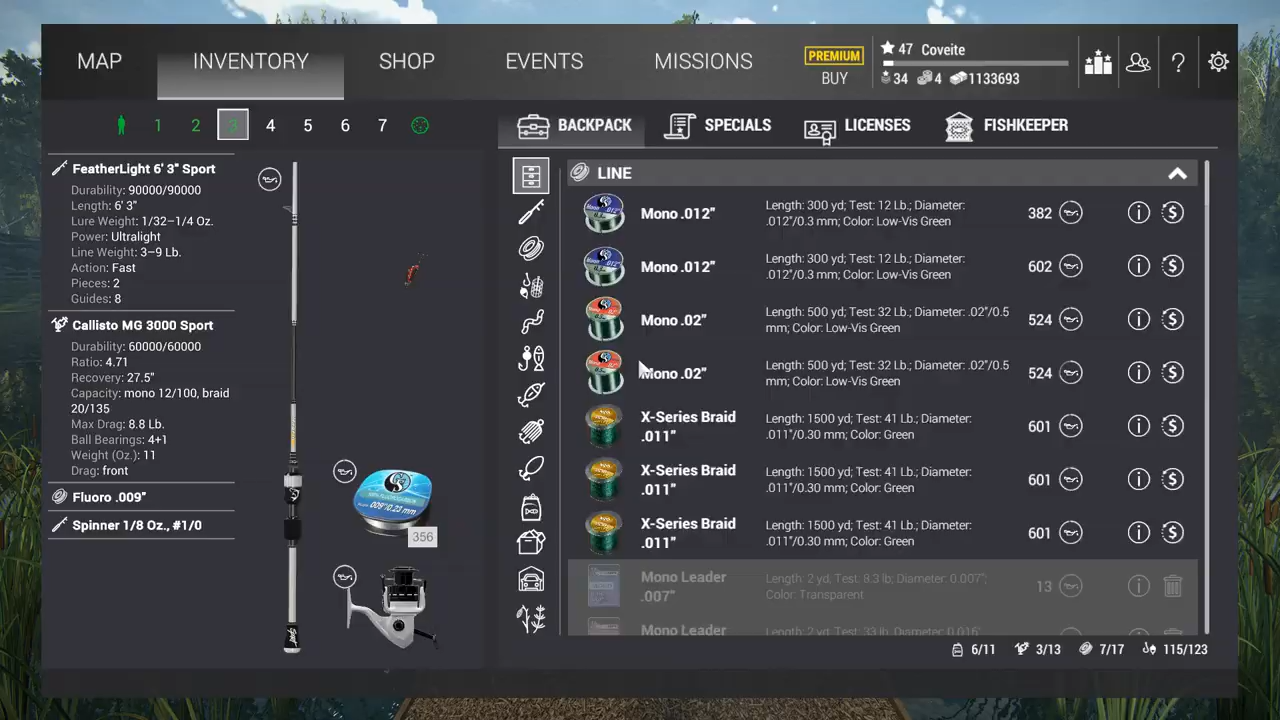 MAP INVENTORY SHOP EVENTS MISSIONS
PREMIUM
BUY
47 Coveite
34 4 1133693
1 2 3 4 5 6 7
BACKPACK SPECIALS LICENSES FISHKEEPER
FeatherLight 6' 3" Sport
Durability: 90000/90000
Length: 6' 3"
Lure Weight: 1/32–1/4 Oz.
Power: Ultralight
Line Weight: 3–9 Lb.
Action: Fast
Pieces: 2
Guides: 8
Callisto MG 3000 Sport
Durability: 60000/60000
Ratio: 4.71
Recovery: 27.5"
Capacity: mono 12/100, braid
20/135
Max Drag: 8.8 Lb.
Ball Bearings: 4+1
Weight (Oz.): 11
Drag: front
Fluoro .009"
Spinner 1/8 Oz., #1/0
356
LINE
Mono .012"
Length: 300 yd; Test: 12 Lb.; Diameter:
.012"/0.3 mm; Color: Low-Vis Green
382
Mono .012"
Length: 300 yd; Test: 12 Lb.; Diameter:
.012"/0.3 mm; Color: Low-Vis Green
602
Mono .02"
Length: 500 yd; Test: 32 Lb.; Diameter: .02"/0.5
mm; Color: Low-Vis Green
524
Mono .02"
Length: 500 yd; Test: 32 Lb.; Diameter: .02"/0.5
mm; Color: Low-Vis Green
524
X-Series Braid
.011"
Length: 1500 yd; Test: 41 Lb.; Diameter:
.011"/0.30 mm; Color: Green
601
X-Series Braid
.011"
Length: 1500 yd; Test: 41 Lb.; Diameter:
.011"/0.30 mm; Color: Green
601
X-Series Braid
.011"
Length: 1500 yd; Test: 41 Lb.; Diameter:
.011"/0.30 mm; Color: Green
601
Mono Leader
.007"
Length: 2 yd; Test: 8.3 lb; Diameter: 0.007";
Color: Transparent
13
Mono Leader
Length: 2 yd; Test: 33 lb; Diameter: 0.016";
6/11 3/13 7/17 115/123